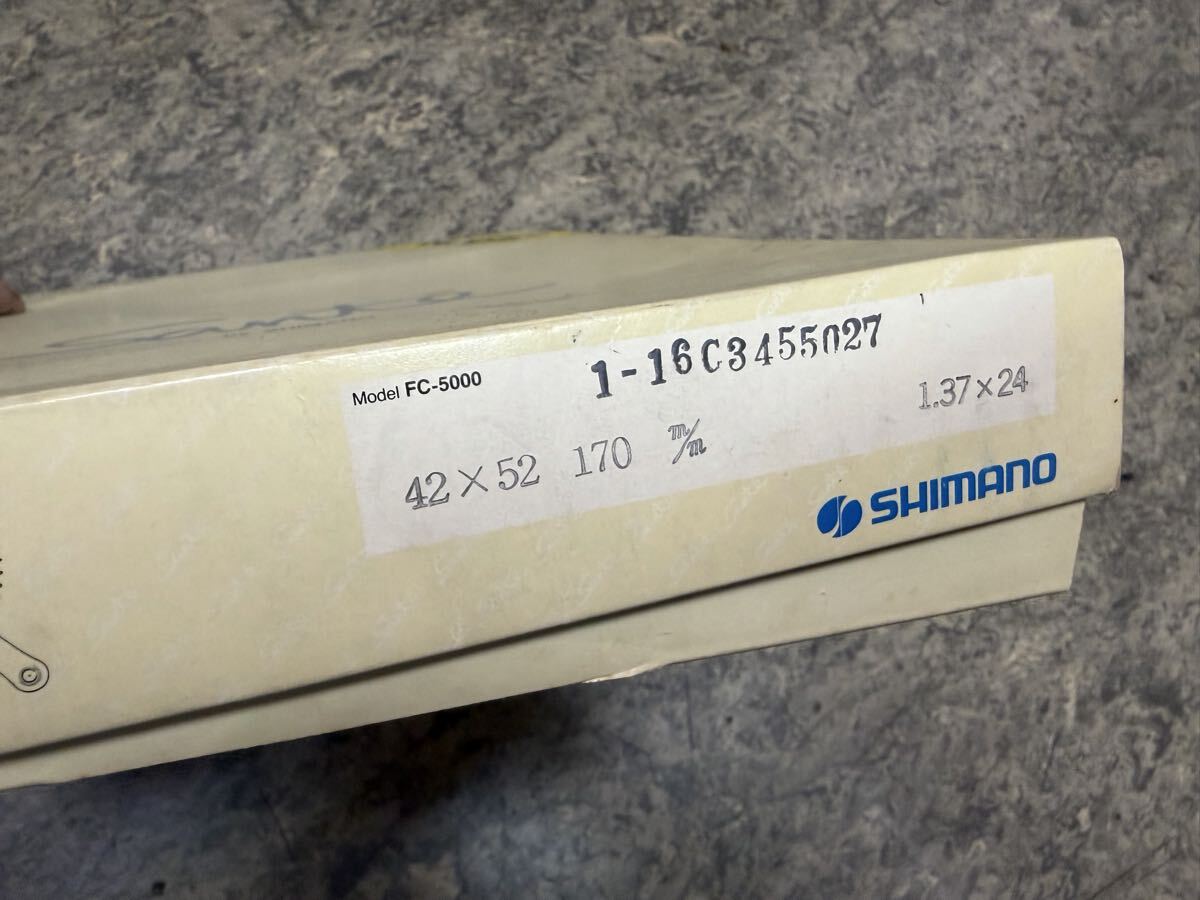 Model FC-5000
1-16C3455027
42×52 170 m/m
1.37×24
SHIMANO